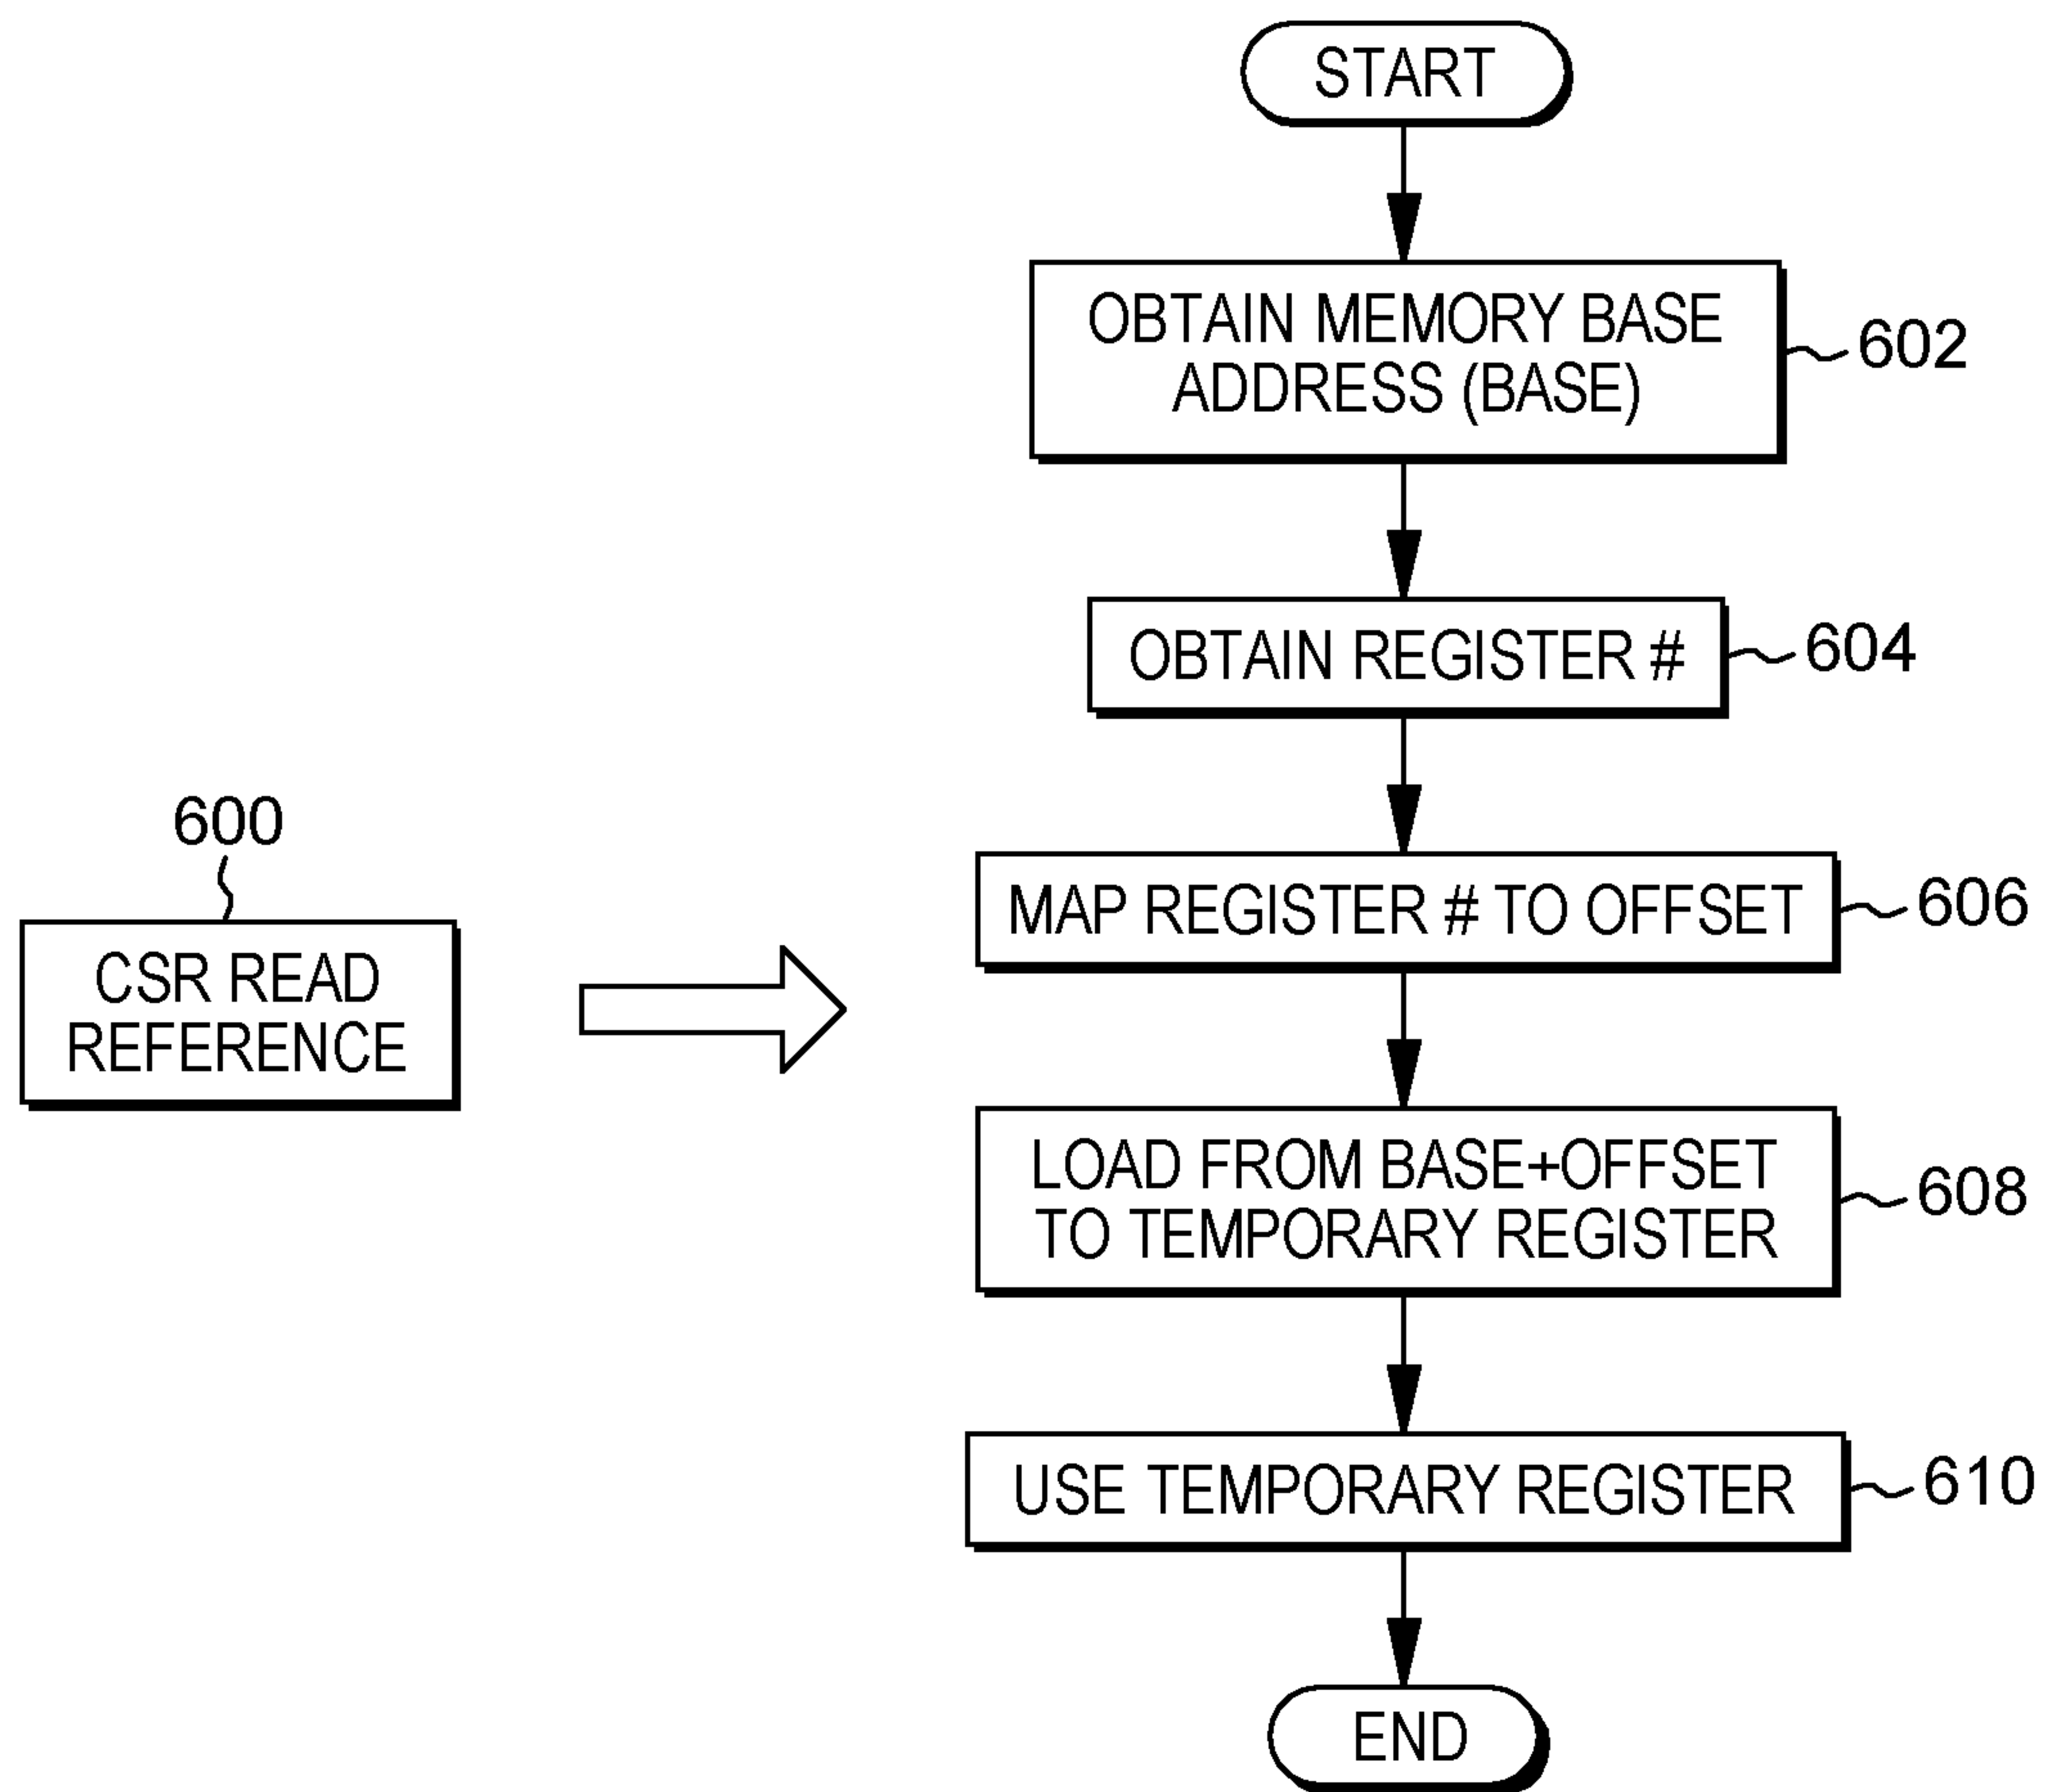 START
OBTAIN MEMORY BASE
ADDRESS (BASE)
602
OBTAIN REGISTER #
604
600
CSR READ
REFERENCE
MAP REGISTER # TO OFFSET
606
LOAD FROM BASE+OFFSET
TO TEMPORARY REGISTER
608
USE TEMPORARY REGISTER
610
END